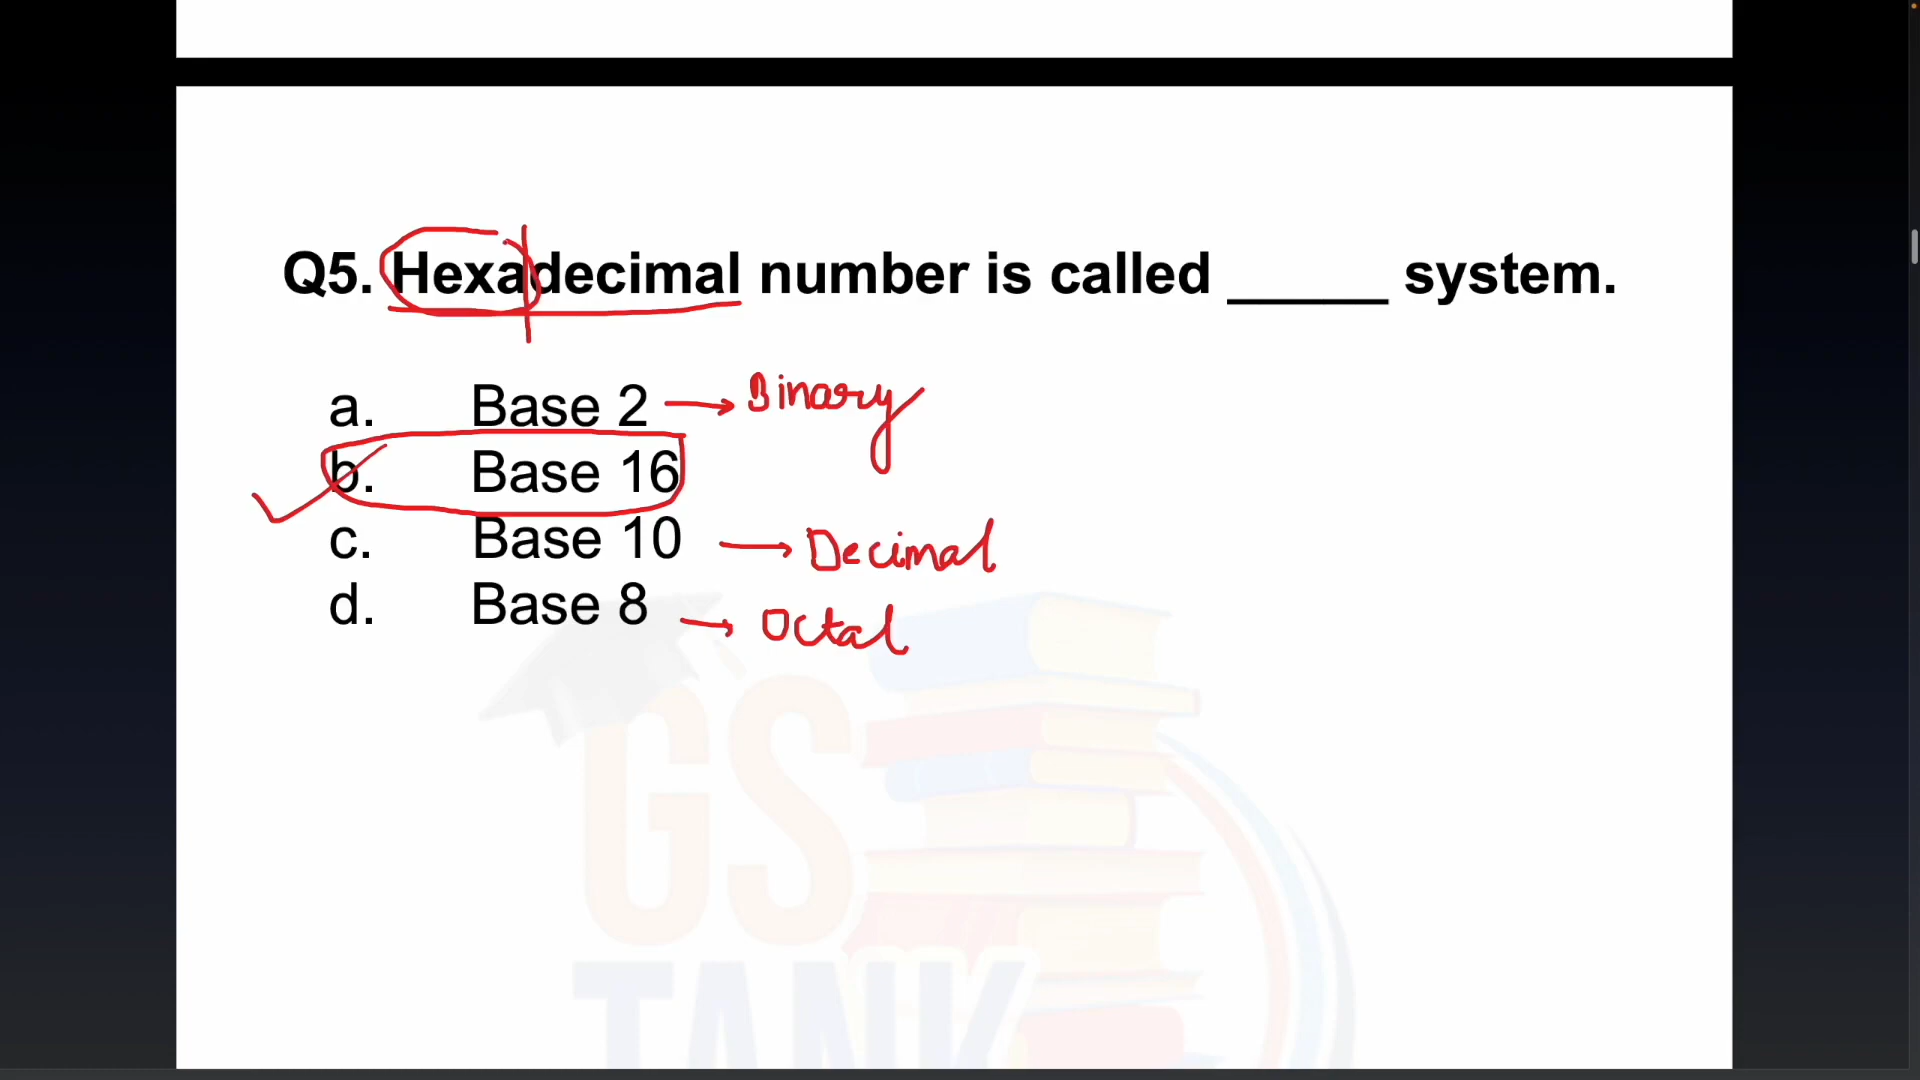 Q5. Hexadecimal number is called _____ system.
a. Base 2 → Binary
b. Base 16
c. Base 10 → Decimal
d. Base 8 → Octal
GS
TANK